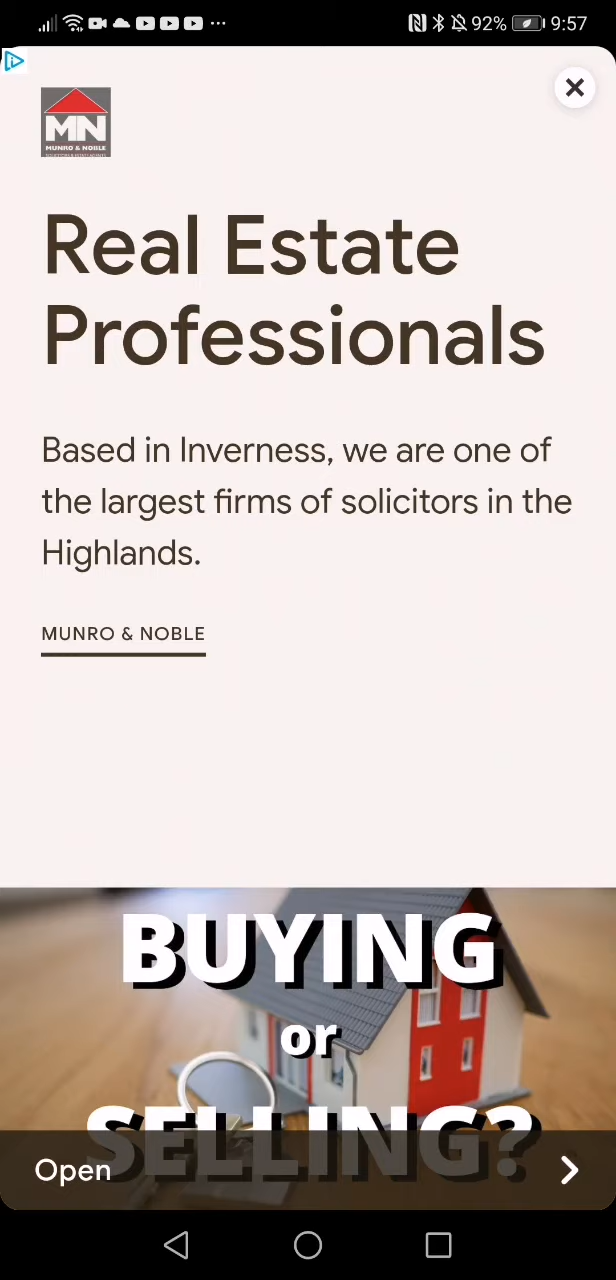 92% 9:57
MN
MUNRO & NOBLE
Real Estate
Professionals
Based in Inverness, we are one of
the largest firms of solicitors in the
Highlands.
MUNRO & NOBLE
BUYING
or
SELLING?
Open